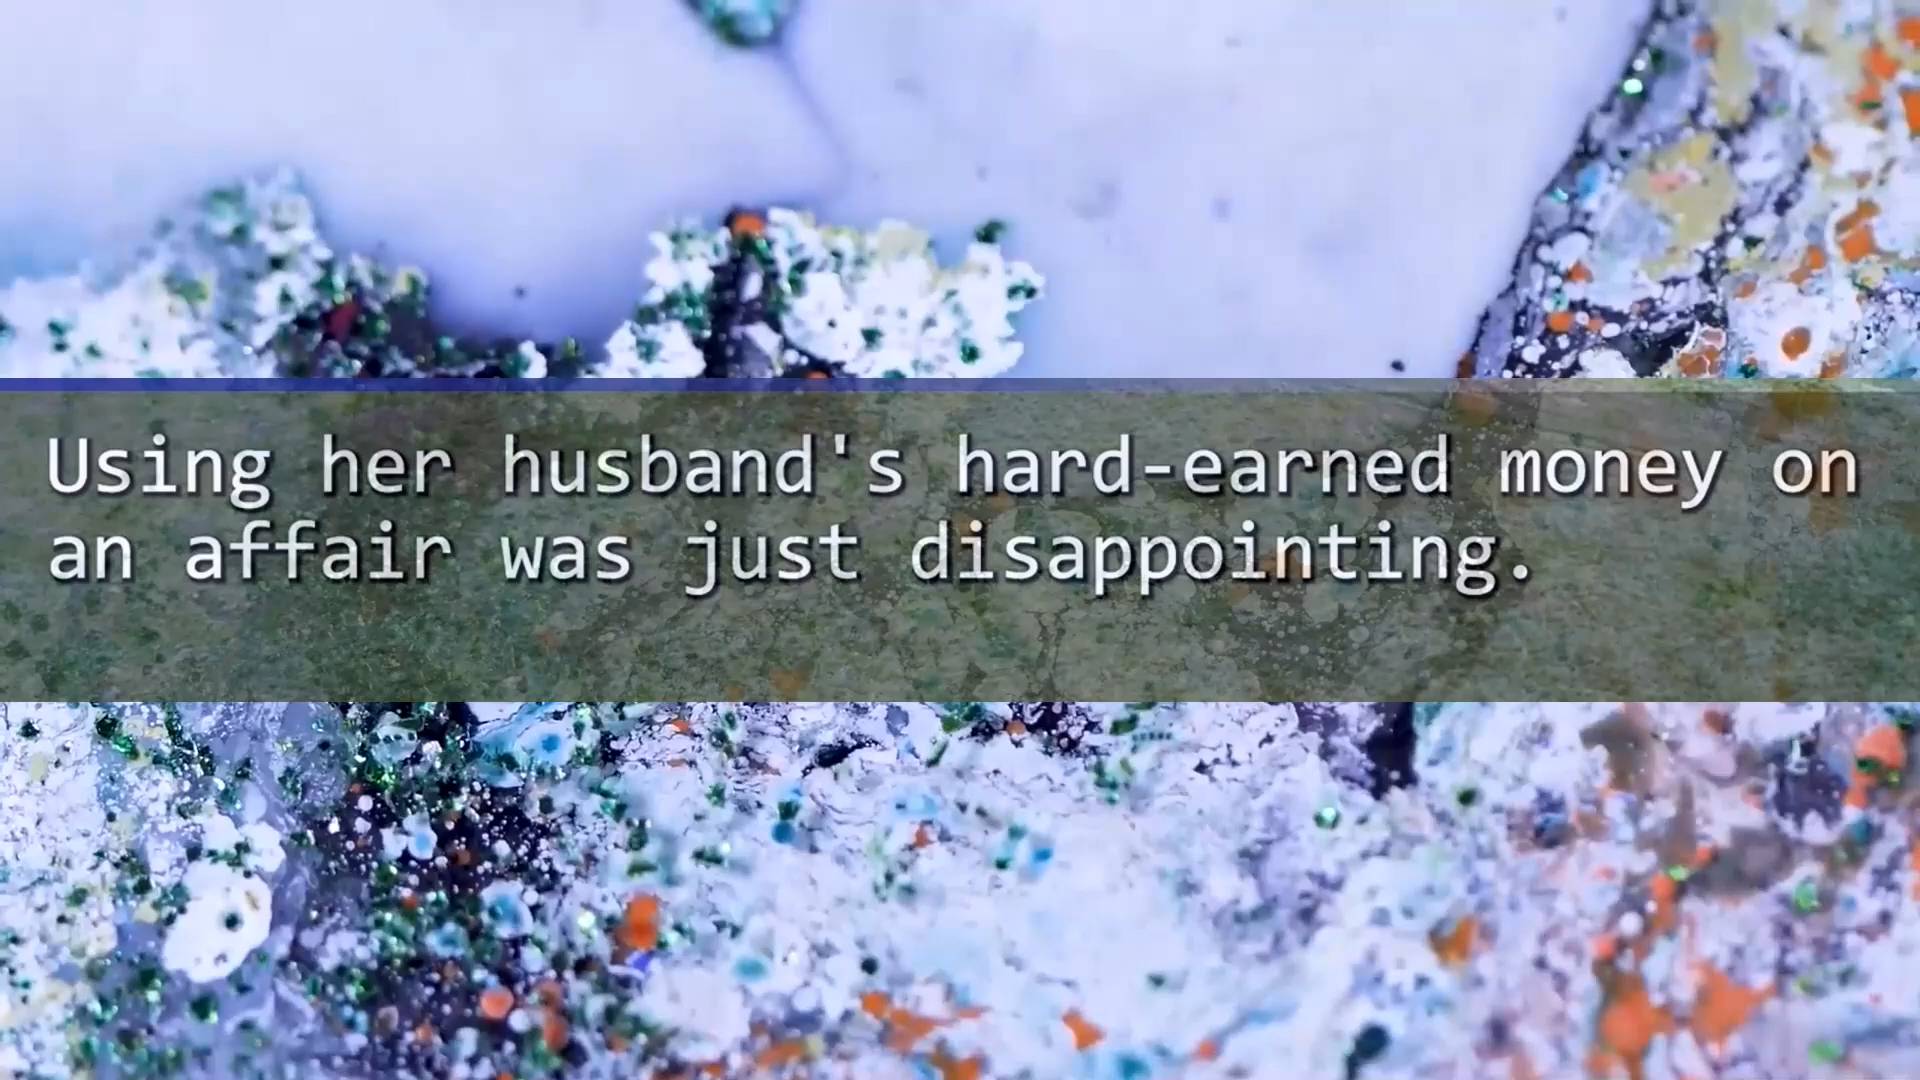 Using her husband's hard-earned money on
an affair was just disappointing.